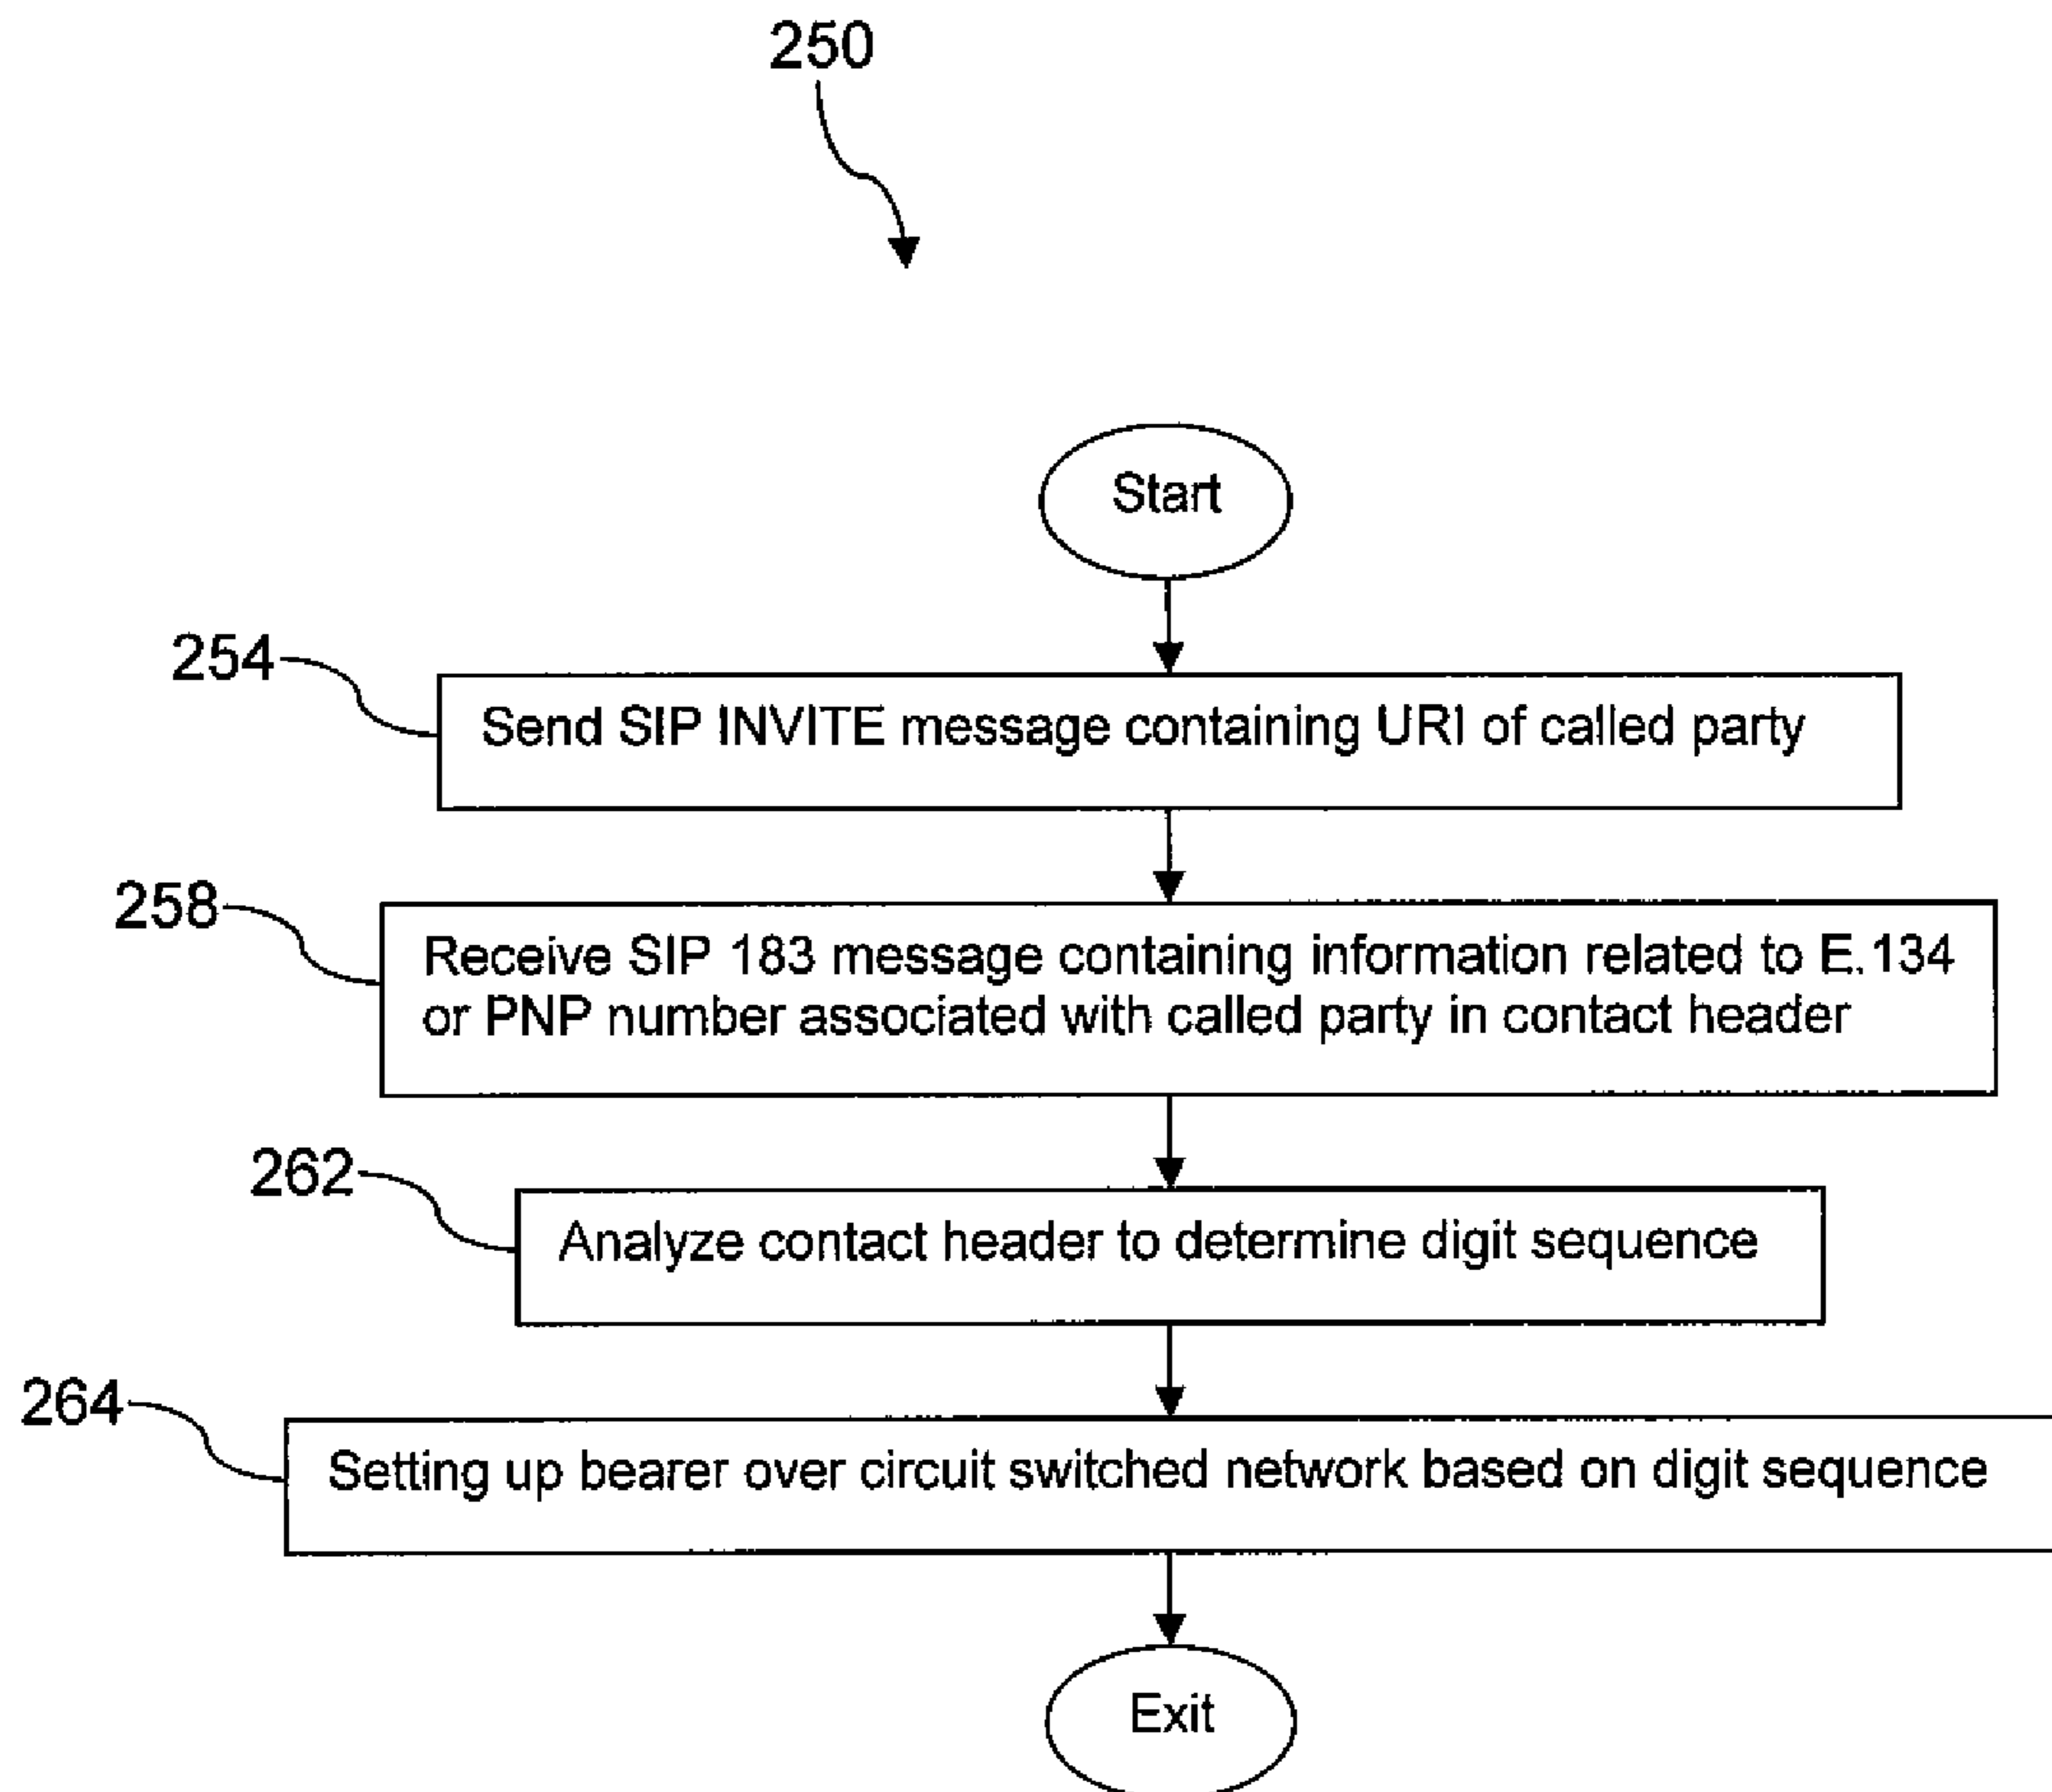 250
Start
254
Send SIP INVITE message containing URI of called party
258
Receive SIP 183 message containing information related to E.134
or PNP number associated with called party in contact header
262
Analyze contact header to determine digit sequence
264
Setting up bearer over circuit switched network based on digit sequence
Exit